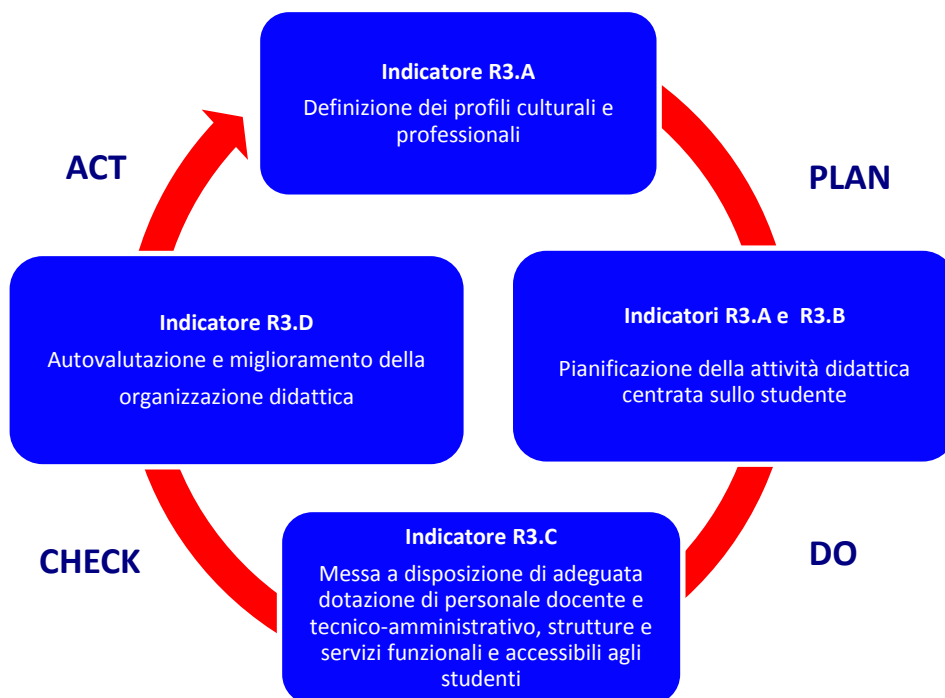 Indicatore R3.A
Definizione dei profili culturali e
professionali
ACT
PLAN
Indicatore R3.D
Autovalutazione e miglioramento della
organizzazione didattica
Indicatori R3.A e R3.B
Pianificazione della attività didattica
centrata sullo studente
CHECK
DO
Indicatore R3.C
Messa a disposizione di adeguata
dotazione di personale docente e
tecnico-amministrativo, strutture e
servizi funzionali e accessibili agli
studenti